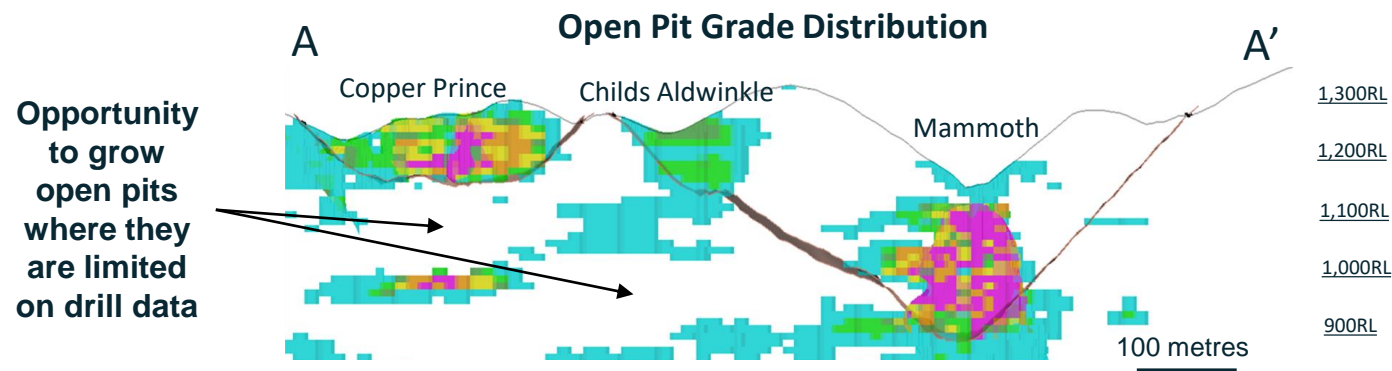 Open Pit Grade Distribution
A
A’
Copper Prince
Childs Aldwinkle
Mammoth
Opportunity
to grow
open pits
where they
are limited
on drill data
1,300RL
1,200RL
1,100RL
1,000RL
900RL
100 metres